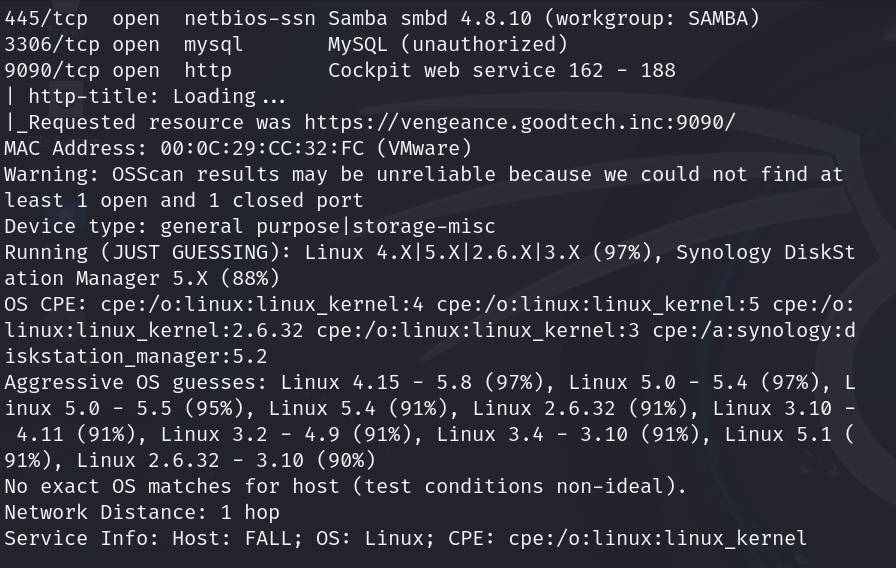 445/tcp  open  netbios-ssn Samba smbd 4.8.10 (workgroup: SAMBA)
3306/tcp open  mysql       MySQL (unauthorized)
9090/tcp open  http        Cockpit web service 162 - 188
| http-title: Loading...
|_Requested resource was https://vengeance.goodtech.inc:9090/
MAC Address: 00:0C:29:CC:32:FC (VMware)
Warning: OSScan results may be unreliable because we could not find at
least 1 open and 1 closed port
Device type: general purpose|storage-misc
Running (JUST GUESSING): Linux 4.X|5.X|2.6.X|3.X (97%), Synology DiskSt
ation Manager 5.X (88%)
OS CPE: cpe:/o:linux:linux_kernel:4 cpe:/o:linux:linux_kernel:5 cpe:/o:
linux:linux_kernel:2.6.32 cpe:/o:linux:linux_kernel:3 cpe:/a:synology:d
iskstation_manager:5.2
Aggressive OS guesses: Linux 4.15 - 5.8 (97%), Linux 5.0 - 5.4 (97%), L
inux 5.0 - 5.5 (95%), Linux 5.4 (91%), Linux 2.6.32 (91%), Linux 3.10 -
 4.11 (91%), Linux 3.2 - 4.9 (91%), Linux 3.4 - 3.10 (91%), Linux 5.1 (
91%), Linux 2.6.32 - 3.10 (90%)
No exact OS matches for host (test conditions non-ideal).
Network Distance: 1 hop
Service Info: Host: FALL; OS: Linux; CPE: cpe:/o:linux:linux_kernel